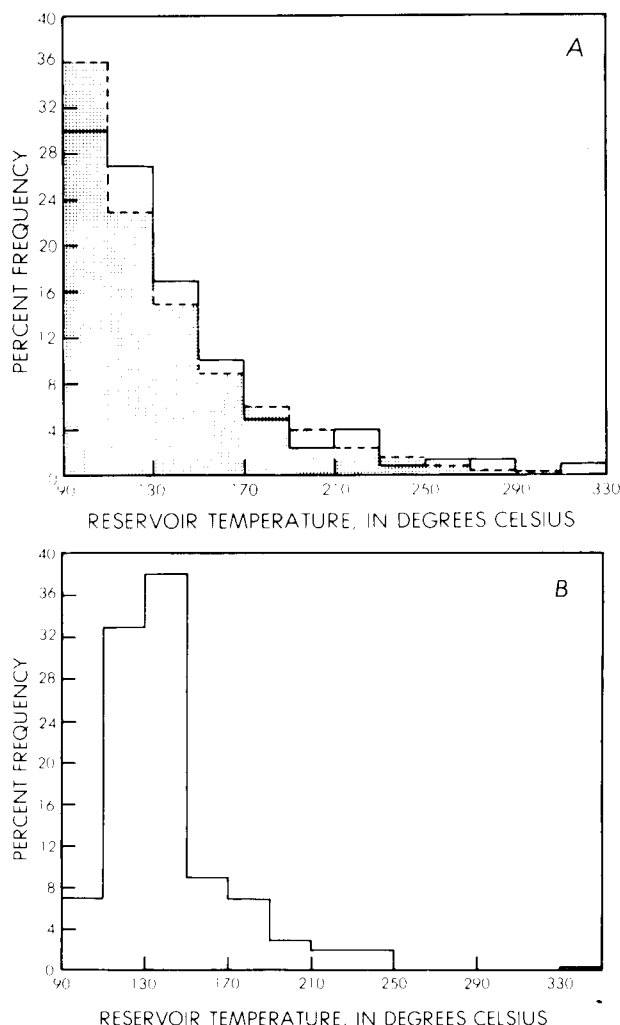 40
A
36
32
28
24
20
16
12
8
4
0
PERCENT FREQUENCY
90 130 170 210 250 290 330
RESERVOIR TEMPERATURE, IN DEGREES CELSIUS
40
B
36
32
28
24
20
16
12
8
4
0
PERCENT FREQUENCY
90 130 170 210 250 290 330
RESERVOIR TEMPERATURE, IN DEGREES CELSIUS